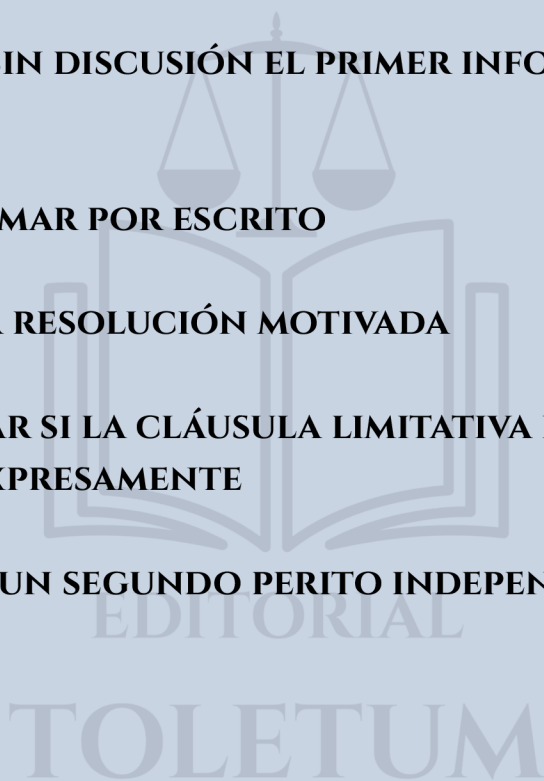 IN DISCUSIÓN EL PRIMER INFO
MAR POR ESCRITO
RESOLUCIÓN MOTIVADA
AR SI LA CLÁUSULA LIMITATIVA
XPRESAMENTE
UN SEGUNDO PERITO INDEPEN
EDITORIAL
TOLETUM